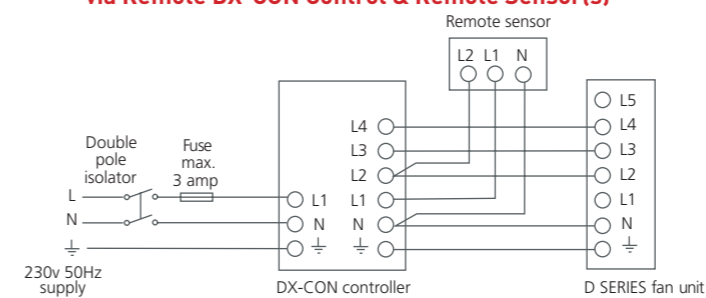 via Remote DX-CON Control & Remote Sensor(s)
Remote sensor
L2 L1 N
L5
L4 L4
L3 L3
Double pole isolator
Fuse max. 3 amp
L2 L2
L L1 L1 L1
N N N N
230v 50Hz supply
DX-CON controller
D SERIES fan unit